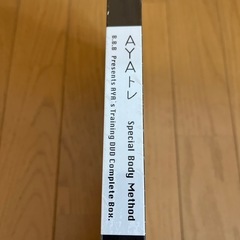 AYAトレ Special Body Method
B.B.B Presents AYA's Training DVD Complete Box.